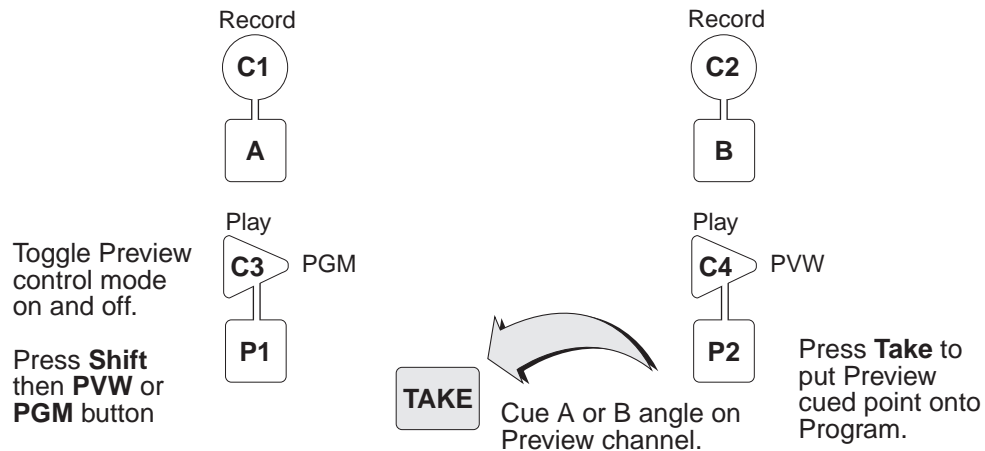 Record
C1
A
Record
C2
B
Play
C3
PGM
P1
Play
C4
PVW
P2
Toggle Preview
control mode
on and off.
Press Shift
then PVW or
PGM button
TAKE
Cue A or B angle on
Preview channel.
Press Take to
put Preview
cued point onto
Program.